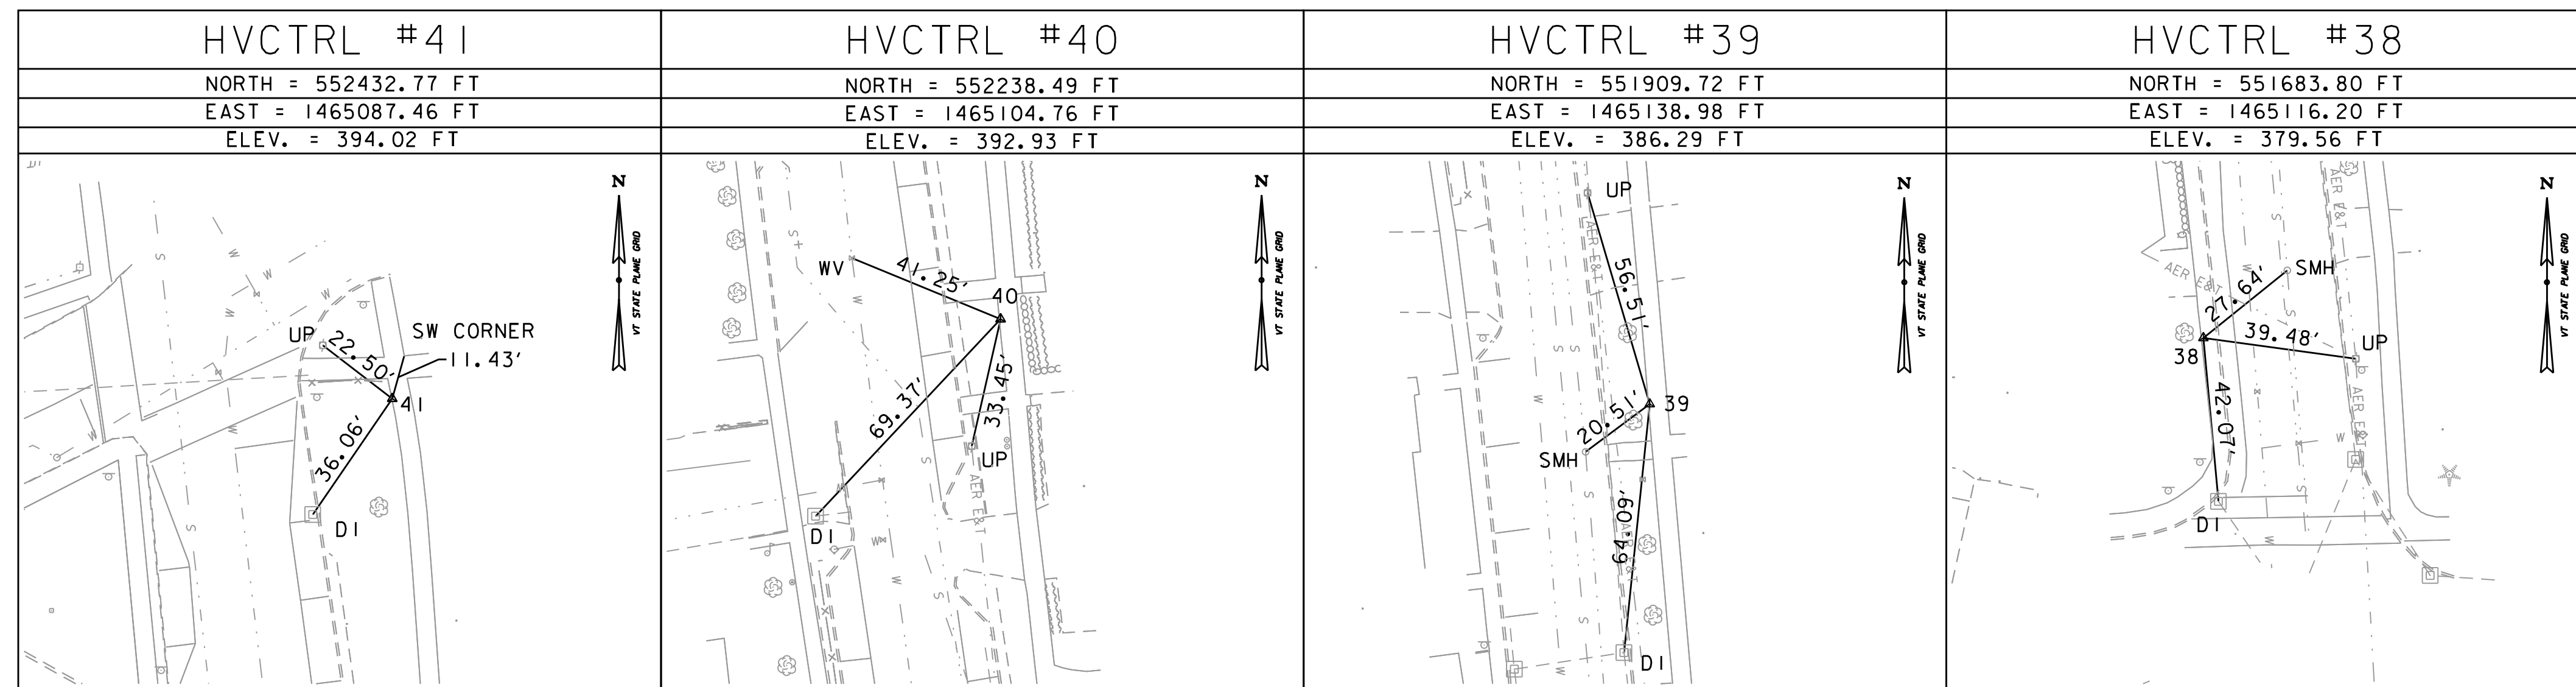 HVCTRL #41
NORTH = 552432.77 FT
EAST = 1465087.46 FT
ELEV. = 394.02 FT
N
VT STATE PLANE GRID
S
W
W
W
W
UP
22.50'
SW CORNER
11.43'
41
W
W
36.06'
S
DI
HVCTRL #40
NORTH = 552238.49 FT
EAST = 1465104.76 FT
ELEV. = 392.93 FT
N
VT STATE PLANE GRID
S
WV
41.25'
40
W
69.37'
33.45'
S
UP
AER E&T
DI
W
W
S
HVCTRL #39
NORTH = 551909.72 FT
EAST = 1465138.98 FT
ELEV. = 386.29 FT
N
VT STATE PLANE GRID
UP
AER E&T
56.51'
S S
W
39
20.51'
SMH
S
64.09'
AER E&T
S
W
DI
HVCTRL #38
NORTH = 551683.80 FT
EAST = 1465116.20 FT
ELEV. = 379.56 FT
N
VT STATE PLANE GRID
AER E&T
S
AER E&T
W
SMH
27.64'
S
39.48'
UP
38
42.07'
AER E&T
W
S
DI
W